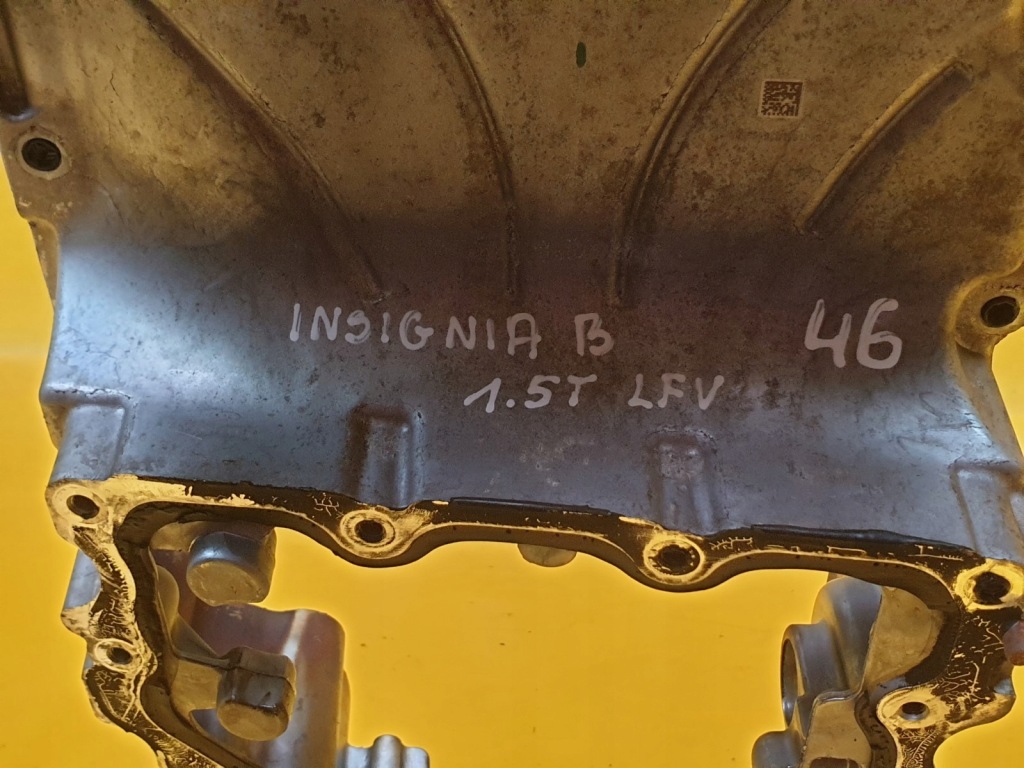 INSIGNIA B 46
1.5T LFV